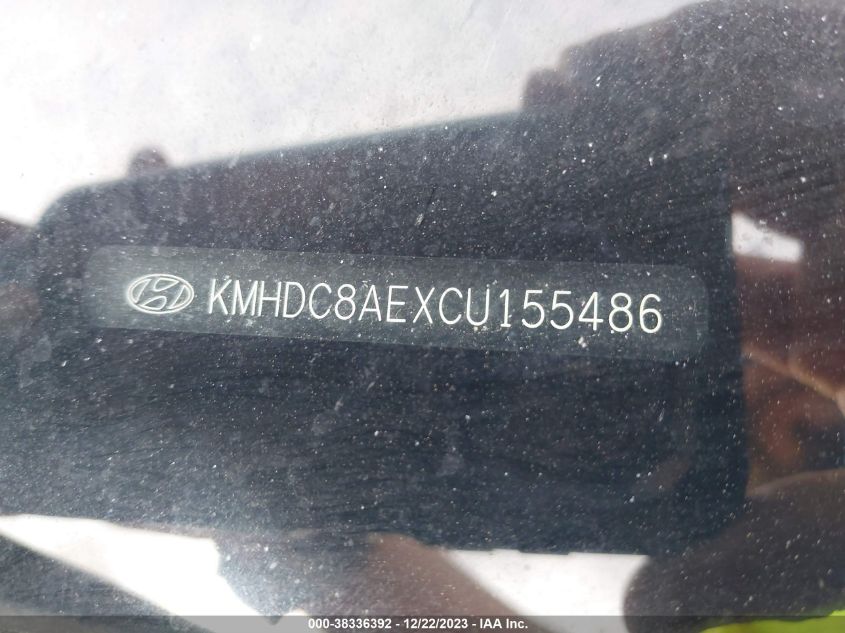 KMHDC8AEXCU155486
000-38336392 - 12/22/2023 - IAA Inc.